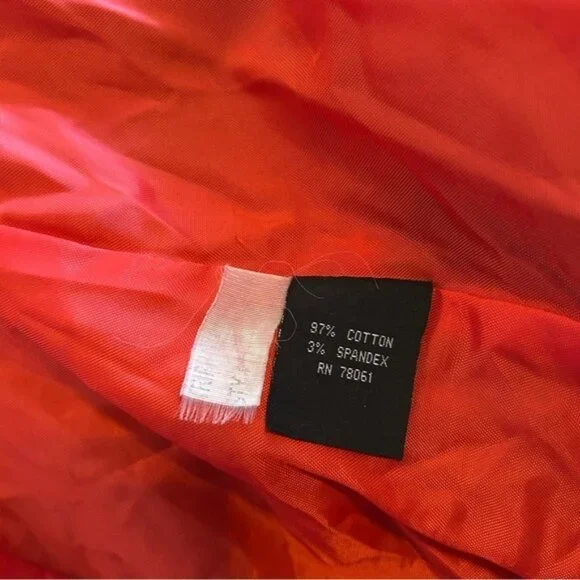 97% COTTON
3% SPANDEX
RN 78061